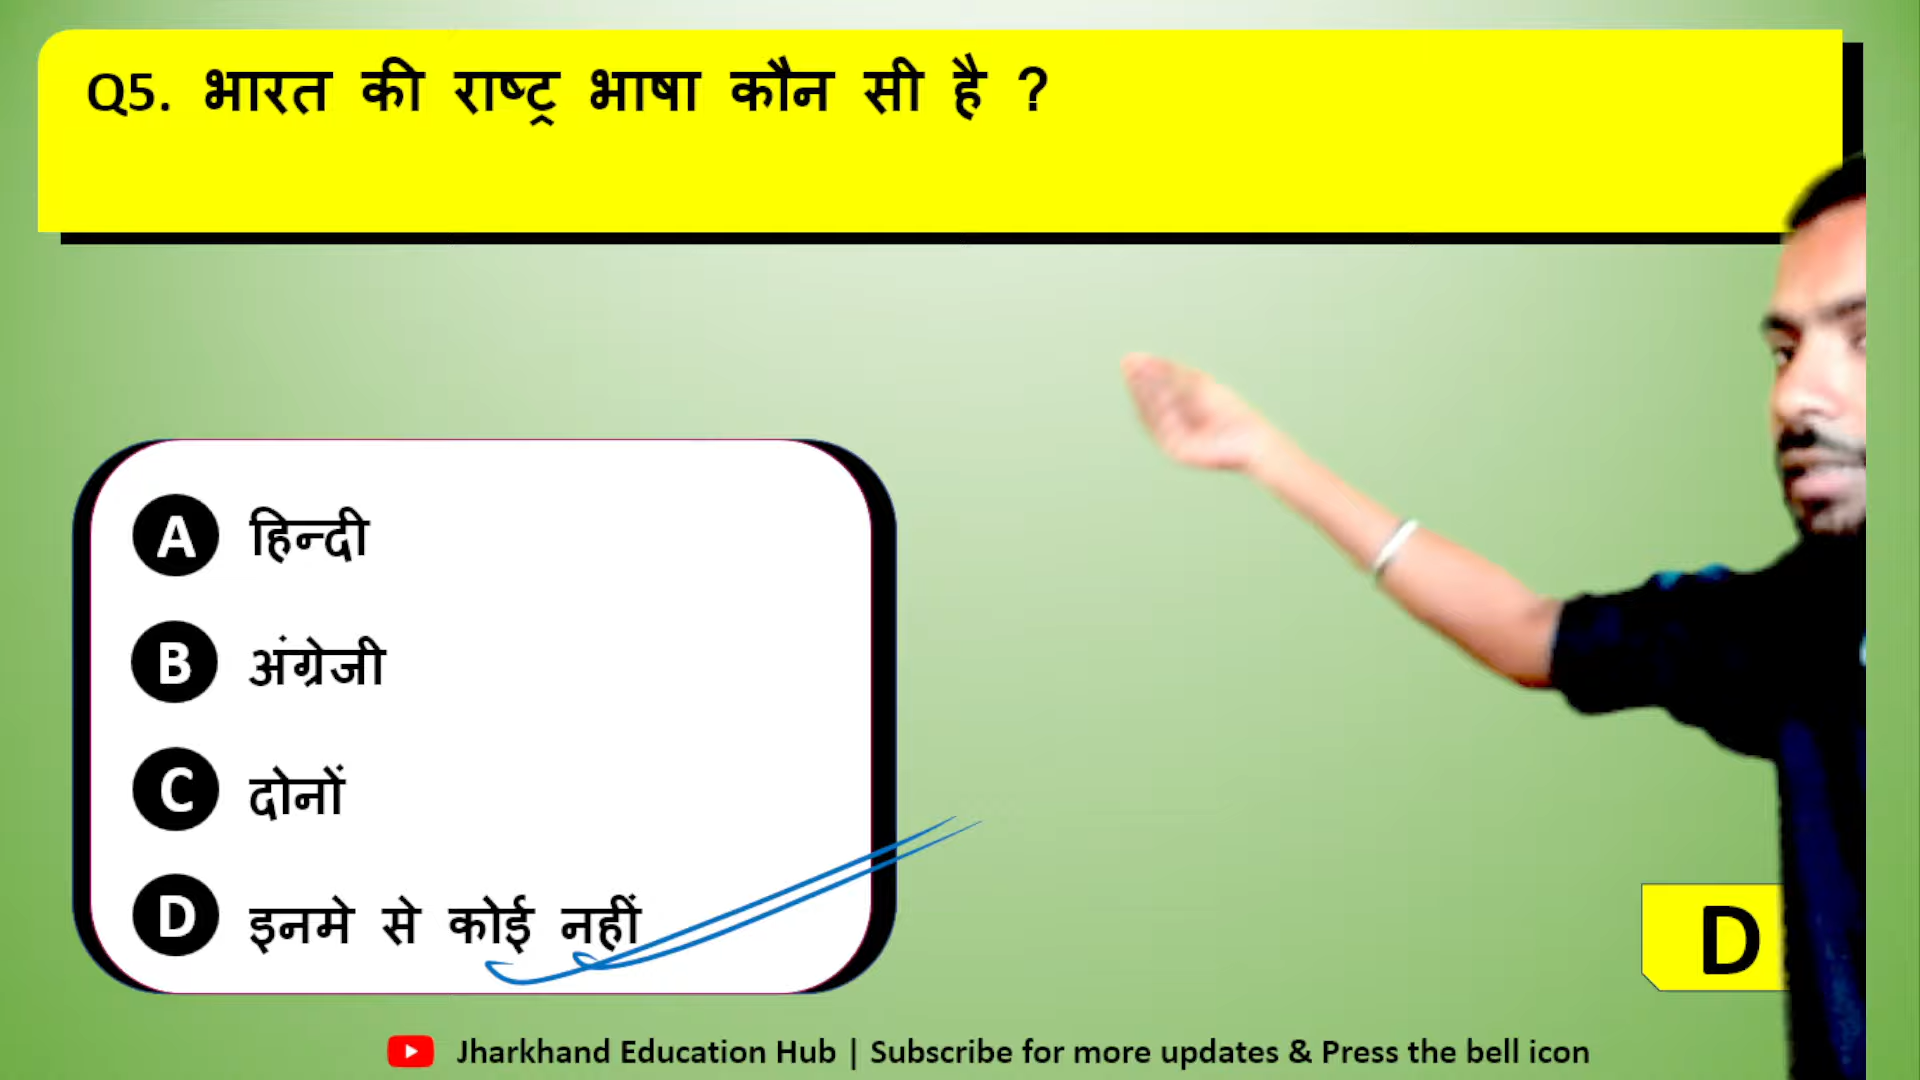 Q5. भारत की राष्ट्र भाषा कौन सी है ?
A हिन्दी
B अंग्रेजी
C दोनों
D इनमे से कोई नहीं
D
Jharkhand Education Hub | Subscribe for more updates & Press the bell icon